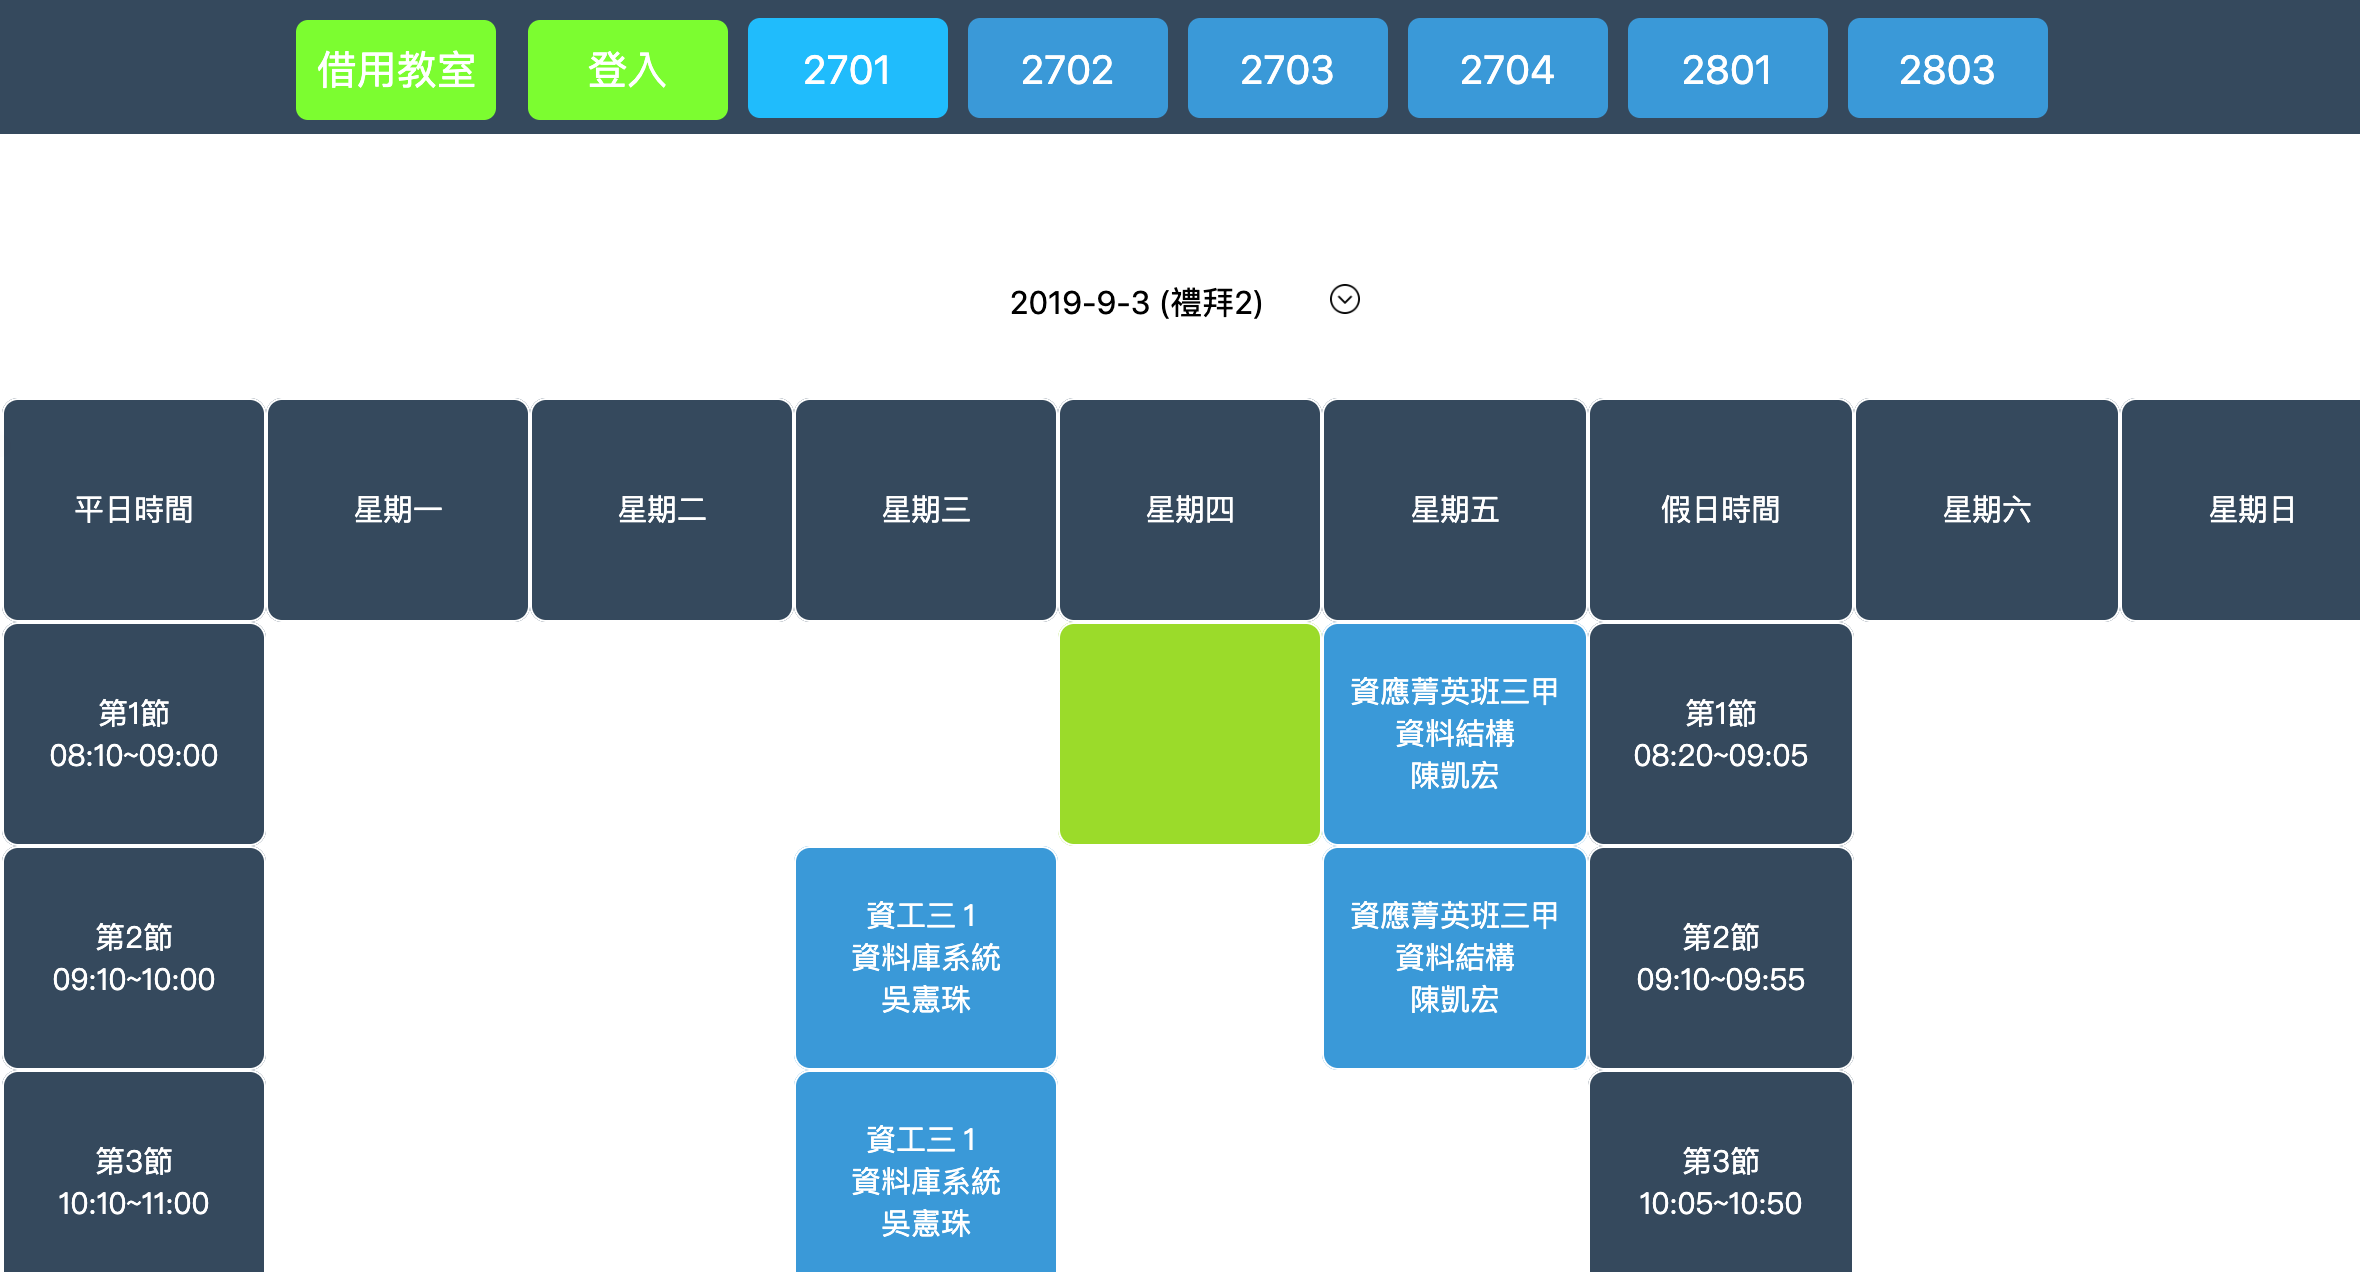 借用教室
登入
2701
2702
2703
2704
2801
2803
2019-9-3 (禮拜2)
平日時間
星期一
星期二
星期三
星期四
星期五
假日時間
星期六
星期日
第1節
08:10~09:00
資應菁英班三甲
資料結構
陳凱宏
第1節
08:20~09:05
第2節
09:10~10:00
資工三 1
資料庫系統
吳憲珠
資應菁英班三甲
資料結構
陳凱宏
第2節
09:10~09:55
第3節
10:10~11:00
資工三 1
資料庫系統
吳憲珠
第3節
10:05~10:50